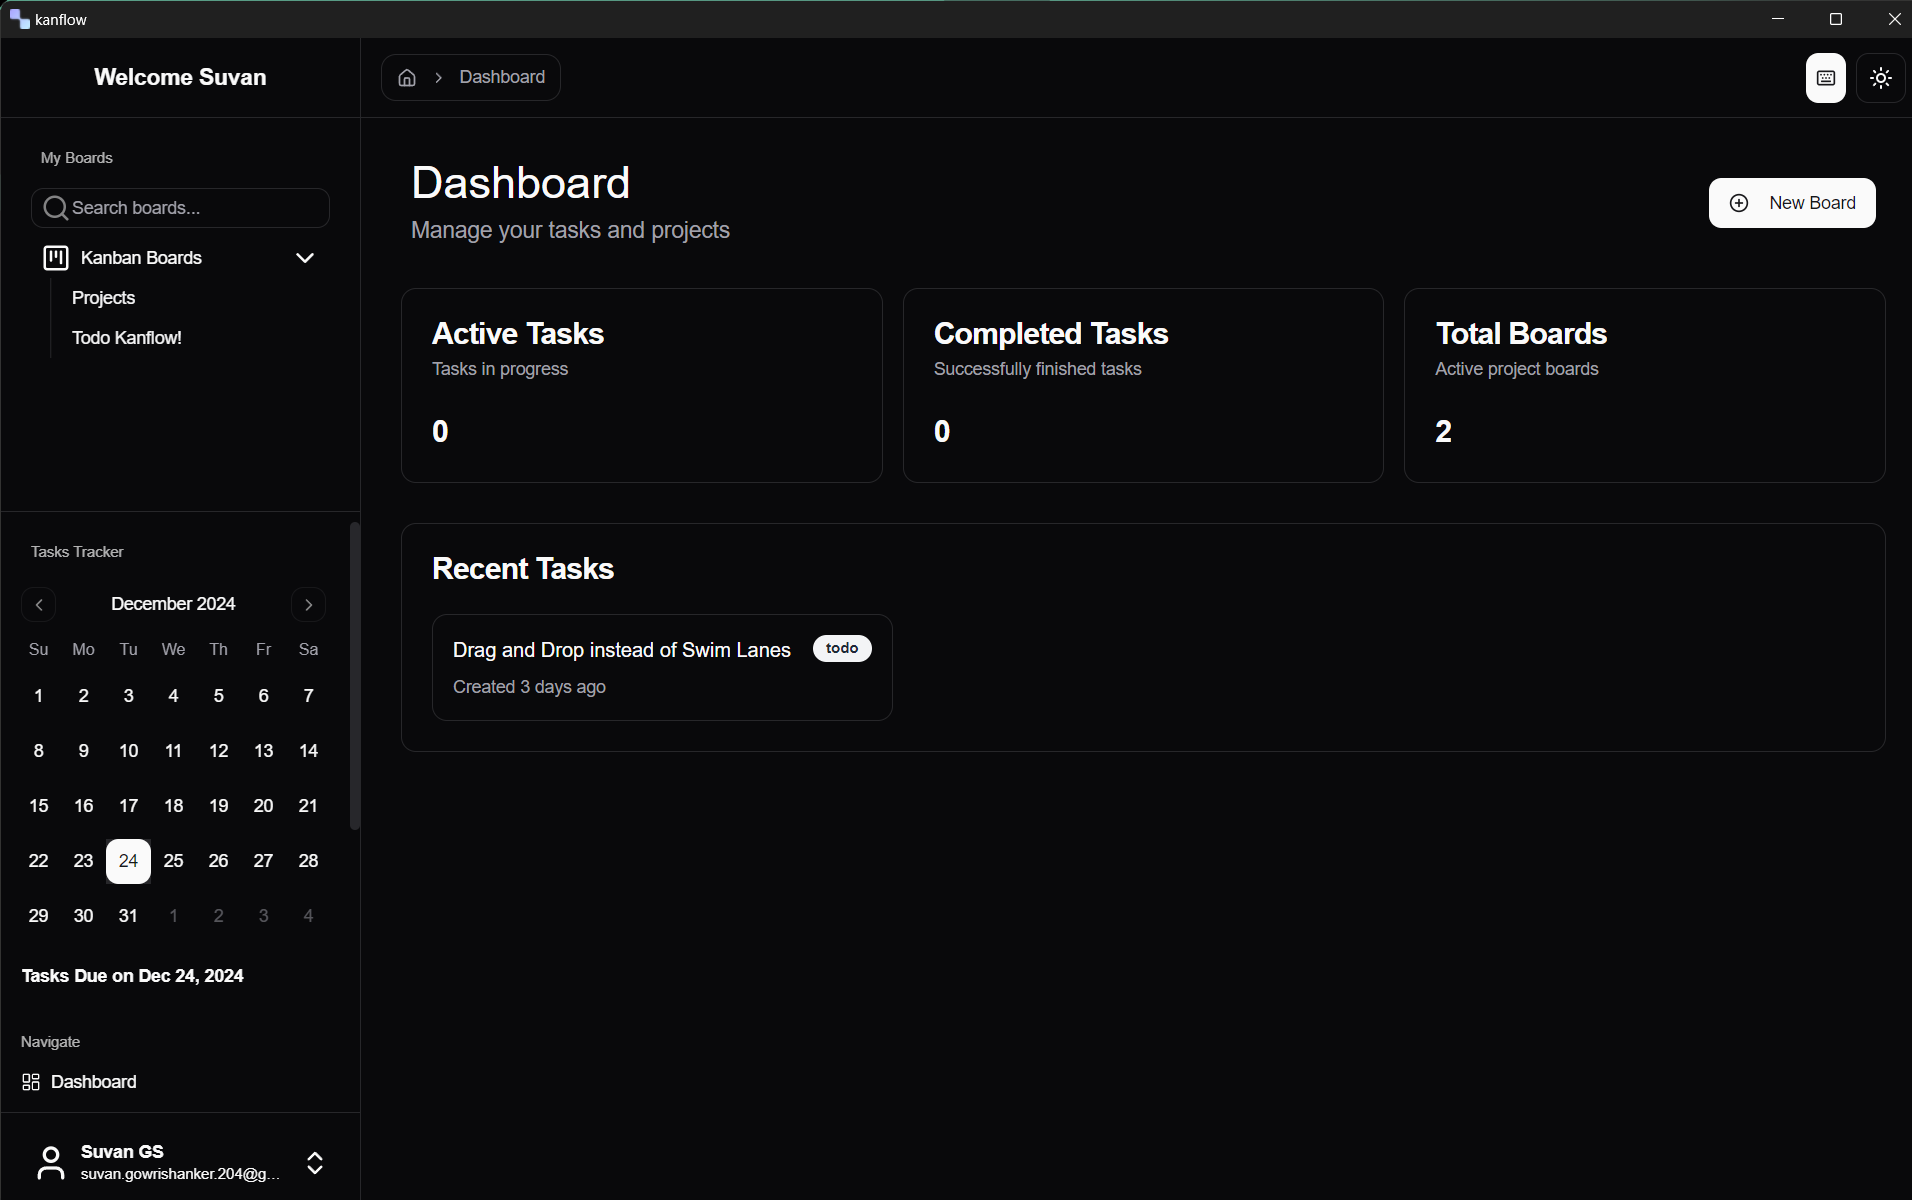 kanflow
Welcome Suvan
Dashboard
My Boards
Search boards...
Kanban Boards
Projects
Todo Kanflow!
Dashboard
Manage your tasks and projects
New Board
Active Tasks
Tasks in progress
0
Completed Tasks
Successfully finished tasks
0
Total Boards
Active project boards
2
Recent Tasks
Drag and Drop instead of Swim Lanes
todo
Created 3 days ago
Tasks Tracker
December 2024
Su Mo Tu We Th Fr Sa
1 2 3 4 5 6 7
8 9 10 11 12 13 14
15 16 17 18 19 20 21
22 23 24 25 26 27 28
29 30 31 1 2 3 4
Tasks Due on Dec 24, 2024
Navigate
Dashboard
Suvan GS
suvan.gowrishanker.204@g...